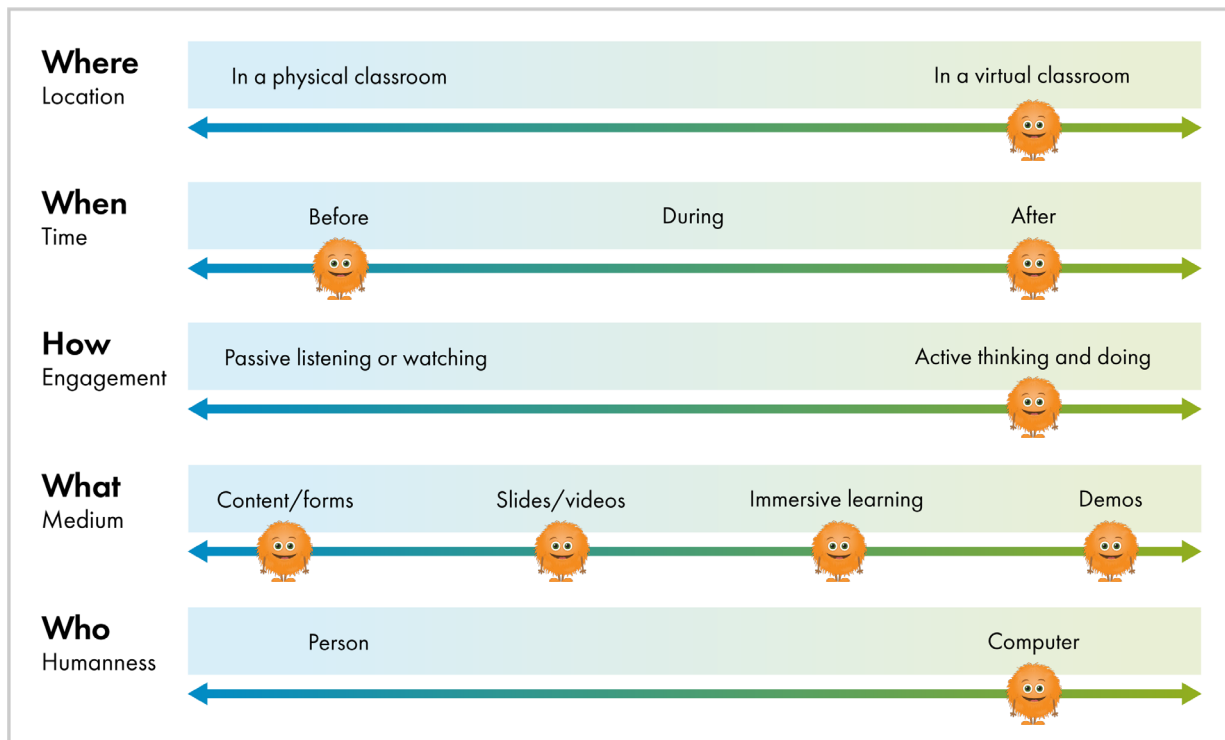 Where
Location
In a physical classroom
In a virtual classroom
When
Time
Before
During
After
How
Engagement
Passive listening or watching
Active thinking and doing
What
Medium
Content/forms
Slides/videos
Immersive learning
Demos
Who
Humanness
Person
Computer